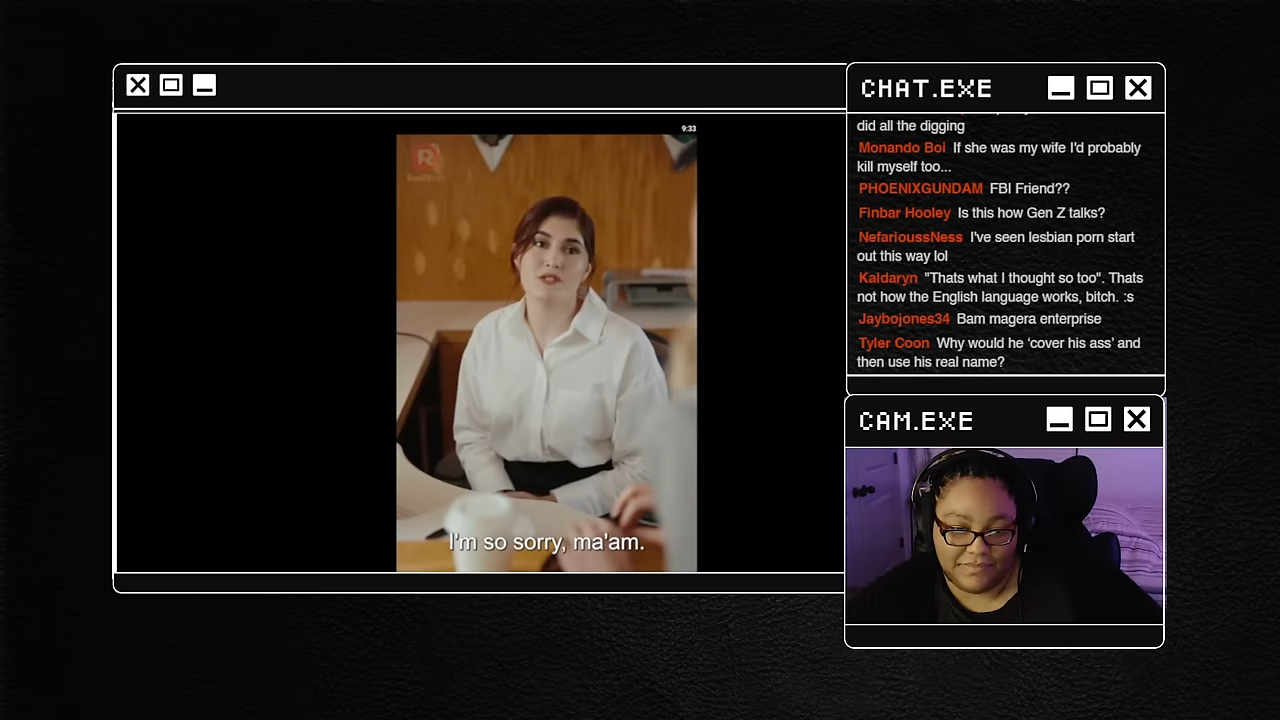 9:33
R
I'm so sorry, ma'am.
CHAT.EXE
did all the digging
Monando Boi If she was my wife I'd probably
kill myself too...
PHOENIXGUNDAM FBI Friend??
Finbar Hooley Is this how Gen Z talks?
NefarioussNess I've seen lesbian porn start
out this way lol
Kaldaryn "Thats what I thought so too". Thats
not how the English language works, bitch. :s
Jaybojones34 Bam magera enterprise
Tyler Coon Why would he ‘cover his ass’ and
then use his real name?
CAM.EXE